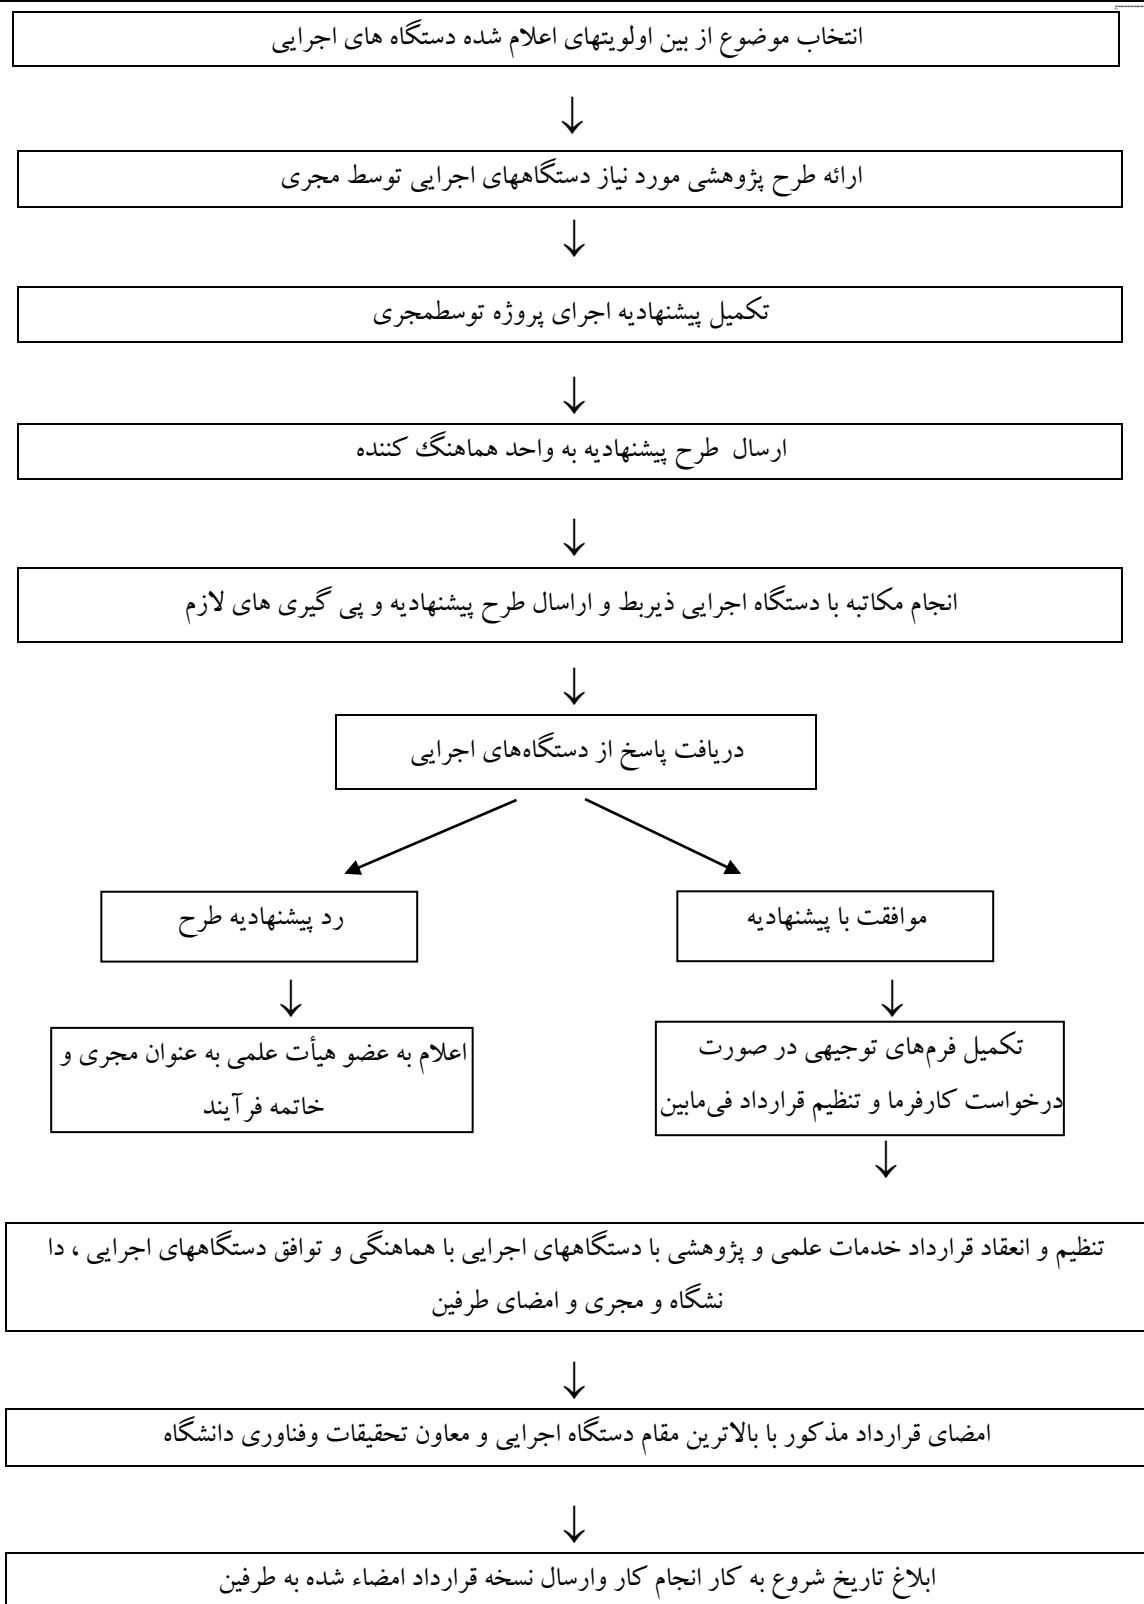 انتخاب موضوع از بین اولویتهای اعلام شده دستگاه های اجرایی
ارائه طرح پژوهشی مورد نیاز دستگاههای اجرایی توسط مجری
تکمیل پیشنهادیه اجرای پروژه توسطمجری
ارسال طرح پیشنهادیه به واحد هماهنگ کننده
انجام مکاتبه با دستگاه اجرایی ذیربط و اراسال طرح پیشنهادیه و پی گیری های لازم
دریافت پاسخ از دستگاه‌های اجرایی
موافقت با پیشنهادیه
رد پیشنهادیه طرح
تکمیل فرم‌های توجیهی در صورت
درخواست کارفرما و تنظیم قرارداد فی‌مابین
اعلام به عضو هیأت علمی به عنوان مجری و
خاتمه فرآیند
تنظیم و انعقاد قرارداد خدمات علمی و پژوهشی با دستگاههای اجرایی با هماهنگی و توافق دستگاههای اجرایی ، دا
نشگاه و مجری و امضای طرفین
امضای قرارداد مذکور با بالاترین مقام دستگاه اجرایی و معاون تحقیقات وفناوری دانشگاه
ابلاغ تاریخ شروع به کار انجام کار وارسال نسخه قرارداد امضاء شده به طرفین